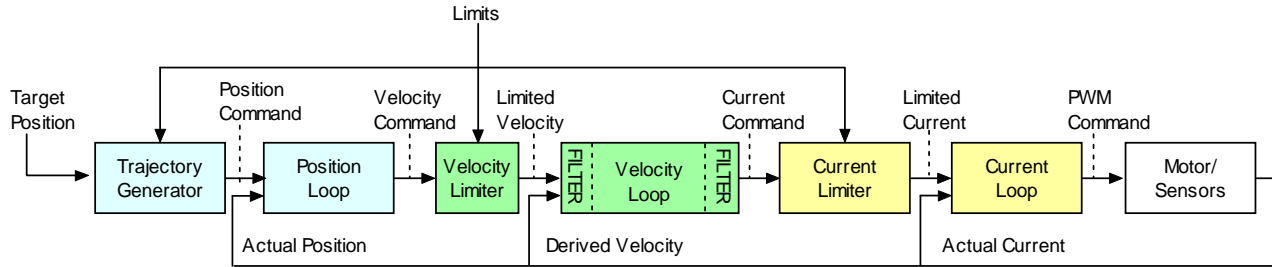 Limits
Target
Position
Position
Command
Velocity
Command
Limited
Velocity
Current
Command
Limited
Current
PWM
Command
Trajectory
Generator
Position
Loop
Velocity
Limiter
FILTER
Velocity
Loop
FILTER
Current
Limiter
Current
Loop
Motor/
Sensors
Actual Position
Derived Velocity
Actual Current